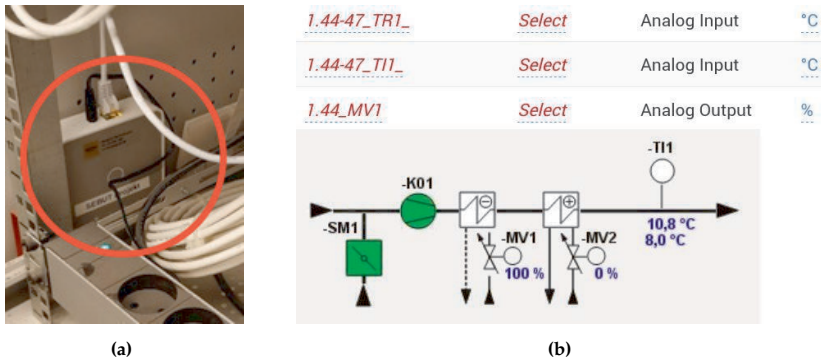 1.44-47_TR1_ Select Analog Input °C
1.44-47_TI1_ Select Analog Input °C
1.44_MV1 Select Analog Output %
-TI1
-K01
-SM1
10,8 °C
8,0 °C
-MV1
-MV2
100 %
0 %
(a)
(b)